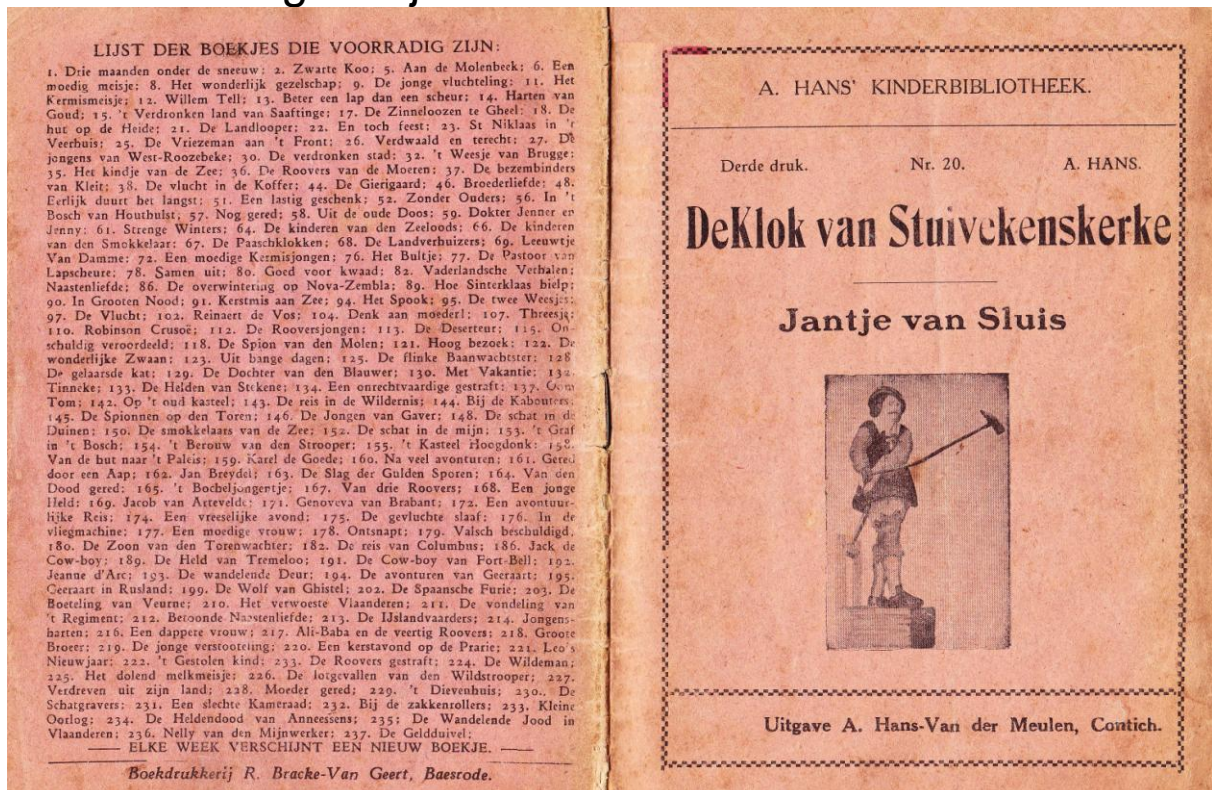 LIJST DER BOEKJES DIE VOORRADIG ZIJN:
1. Drie maanden onder de sneeuw; 2. Zwarte Koo; 5. Aan de Molenbeek; 6. Een
moedig meisje; 8. Het wonderlijk gezelschap; 9. De jonge vluchteling; 11. Het
Kermismeisje; 12. Willem Tell; 13. Beter een lap dan een scheur; 14. Harten van
Goud; 15. 't Verdronken land van Saaftinge; 17. De Zinneloozen te Gheel; 18. De
hut op de Heide; 21. De Landlooper; 22. En toch feest; 23. St Niklaas in 't
Veerhuis; 25. De Vriezeman aan 't Front; 26. Verdwaald en terecht; 27. De
jongens van West-Roozebeke; 30. De verdronken stad; 32. 't Weesje van Brugge;
35. Het kindje van de Zee; 36. De Roovers van de Moeren; 37. De bezembinders
van Kleit; 38. De vlucht in de Koffer; 44. De Gierigaard; 46. Broederliefde; 48.
Eerlijk duurt het langst; 51. Een lastig geschenk; 52. Zonder Ouders; 56. In 't
Bosch van Houthulst; 57. Nog gered; 58. Uit de oude Doos; 59. Dokter Jenner en
Jenny; 61. Strenge Winters; 64. De kinderen van den Zeeloods; 66. De kinderen
van den Smokkelaar; 67. De Paaschklokken; 68. De Landverhuizers; 69. Leeuwtje
Van Damme; 72. Een moedige Kermisjongen; 76. Het Bultje; 77. De Pastoor van
Lapscheure; 78. Samen uit; 80. Goed voor kwaad; 82. Vaderlandsche Verhalen;
Naastenliefde; 86. De overwintering op Nova-Zembla; 89. Hoe Sinterklaas hielp;
90. In Grooten Nood; 91. Kerstmis aan Zee; 94. Het Spook; 95. De twee Weesjes;
97. De Vlucht; 102. Reinaert de Vos; 104. Denk aan moeder!; 107. Threesje;
110. Robinson Crusoë; 112. De Rooversjongen; 113. De Deserteur; 115. On-
schuldig veroordeeld; 118. De Spion van den Molen; 121. Hoog bezoek; 122. De
wonderlijke Zwaan; 123. Uit bange dagen; 125. De flinke Baanwachtster; 128
De gelaarsde kat; 129. De Dochter van den Blauwer; 130. Met Vakantie; 132.
Tinneke; 133. De Helden van Stekene; 134. Een onrechtvaardige gestraft; 137. Oom
Tom; 142. Op 't oud kasteel; 143. De reis in de Wildernis; 144. Bij de Kabouters;
145. De Spionnen op den Toren; 146. De Jongen van Gaver; 148. De schat in de
Duinen; 150. De smokkelaars van de Zee; 152. De schat in de mijn; 153. 't Graf
in 't Bosch; 154. 't Berouw van den Strooper; 155. 't Kasteel Hoogdonk; 158.
Van de hut naar 't Paleis; 159. Karel de Goede; 160. Na veel avonturen; 161. Gered
door een Aap; 162. Jan Breydel; 163. De Slag der Gulden Sporen; 164. Van den
Dood gered; 165. 't Bocheljongertje; 167. Van drie Roovers; 168. Een jonge
Held; 169. Jacob van Artevelde; 171. Genoveva van Brabant; 172. Een avontuur-
lijke Reis; 174. Een vreeselijke avond; 175. De gevluchte slaaf; 176. In de
vliegmachine; 177. Een moedige vrouw; 178. Ontsnapt; 179. Valsch beschuldigd,
180. De Zoon van den Torenwachter; 182. De reis van Columbus; 186. Jack de
Cow-boy; 189. De Held van Tremeloo; 191. De Cow-boy van Fort-Bell; 192.
Jeanne d'Arc; 193. De wandelende Deur; 194. De avonturen van Geeraart; 195.
Geeraart in Rusland; 199. De Wolf van Ghistel; 202. De Spaansche Furie; 203. De
Boeteling van Veurne; 210. Het verwoeste Vlaanderen; 211. De vondeling van
't Regiment; 212. Beroonde Naastenliefde; 213. De IJslandvaarders; 214. Jongens-
harten; 216. Een dappere vrouw; 217. Ali-Baba en de veertig Roovers; 218. Groote
Broer; 219. De jonge verstooteling; 220. Een kerstavond op de Prarie; 221. Leo's
Nieuwjaar; 222. 't Gestolen kind; 233. De Roovers gestraft; 224. De Wildeman;
225. Het dolend melkmeisje; 226. De lotgevallen van den Wildstrooper; 227.
Verdreven uit zijn land; 228. Moeder gered; 229. 't Dievenhuis; 230.. De
Schatgravers; 231. Een slechte Kameraad; 232. Bij de zakkenrollers; 233. Kleine
Oorlog; 234. De Heldendood van Anneessens; 235; De Wandelende Jood in
Vlaanderen; 236. Nelly van den Mijnwerker; 237. De Geldduivel;
—— ELKE WEEK VERSCHIJNT EEN NIEUW BOEKJE. ——
Boekdrukkerij R. Bracke-Van Geert, Baesrode.
A. HANS' KINDERBIBLIOTHEEK.
Derde druk. Nr. 20. A. HANS.
DeKlok van Stuivekenskerke
Jantje van Sluis
Uitgave A. Hans-Van der Meulen, Contich.